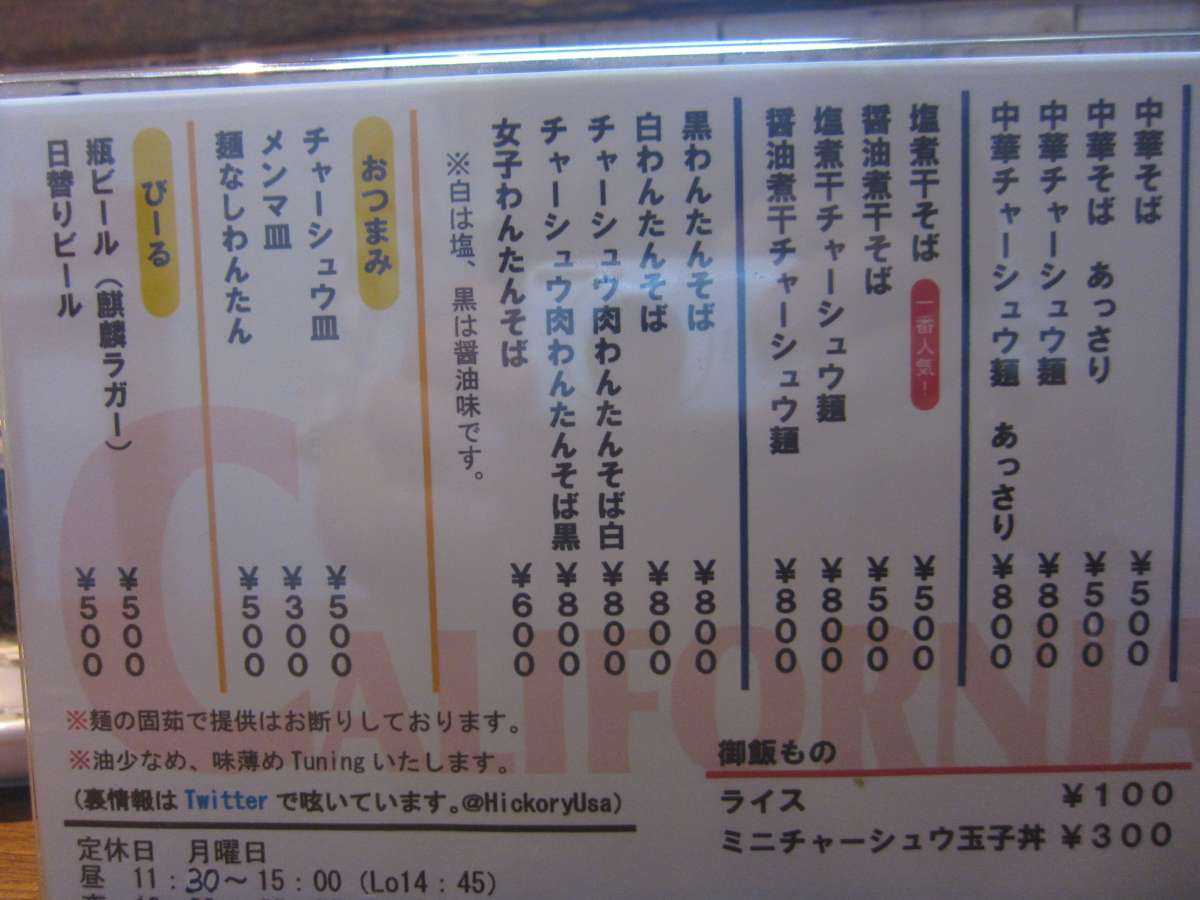 中華そば ￥500
中華そば あっさり ￥500
中華チャーシュウ麺 ￥800
中華チャーシュウ麺 あっさり ￥800
塩煮干そば 一番人気！ ￥500
醤油煮干そば ￥500
塩煮干チャーシュウ麺 ￥800
醤油煮干チャーシュウ麺 ￥800
黒わんたんそば ￥800
白わんたんそば ￥800
チャーシュウ肉わんたんそば白 ￥800
チャーシュウ肉わんたんそば黒 ￥800
女子わんたんそば ￥600
※白は塩、黒は醤油味です。
おつまみ
チャーシュウ皿 ￥500
メンマ皿 ￥300
麺なしわんたん ￥500
びーる
瓶ビール（麒麟ラガー） ￥500
日替りビール ￥500
CALIFORNIA
※麺の固茹で提供はお断りしております。
※油少なめ、味薄め Tuning いたします。
（裏情報は Twitter で呟いています。@HickoryUsa）
定休日 月曜日
昼 11：30～15：00（Lo14：45）
御飯もの
ライス ￥100
ミニチャーシュウ玉子丼 ￥300